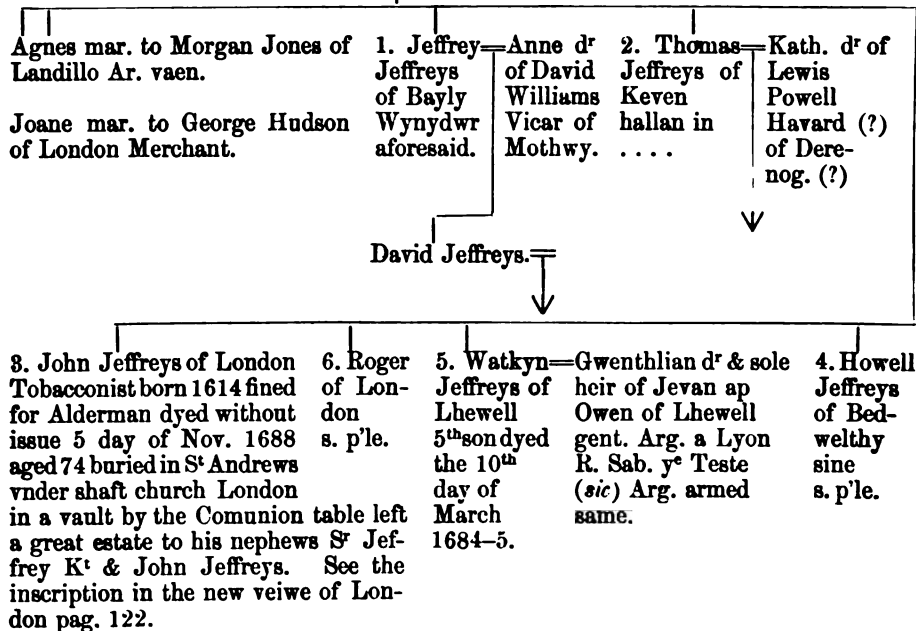 Agnes mar. to Morgan Jones of
Landillo Ar. vaen.
Joane mar. to George Hudson
of London Merchant.
1. Jeffrey
Jeffreys
of Bayly
Wynydwr
aforesaid.
Anne dʳ
of David
Williams
Vicar of
Mothwy.
2. Thomas
Jeffreys of
Keven
hallan in
. . . .
Kath. dʳ of
Lewis
Powell
Havard (?)
of Dere-
nog. (?)
David Jeffreys.
3. John Jeffreys of London
Tobacconist born 1614 fined
for Alderman dyed without
issue 5 day of Nov. 1688
aged 74 buried in Sᵗ Andrews
vnder shaft church London
in a vault by the Comunion table left
a great estate to his nephews Sʳ Jef-
frey Kᵗ & John Jeffreys. See the
inscription in the new veiwe of Lon-
don pag. 122.
6. Roger
of Lon-
don
s. p'le.
5. Watkyn
Jeffreys of
Lhewell
5ᵗʰ son dyed
the 10ᵗʰ
day of
March
1684–5.
Gwenthlian dʳ & sole
heir of Jevan ap
Owen of Lhewell
gent. Arg. a Lyon
R. Sab. yᵉ Teste
(sic) Arg. armed
same.
4. Howell
Jeffreys
of Bed-
welthy
sine
s. p'le.